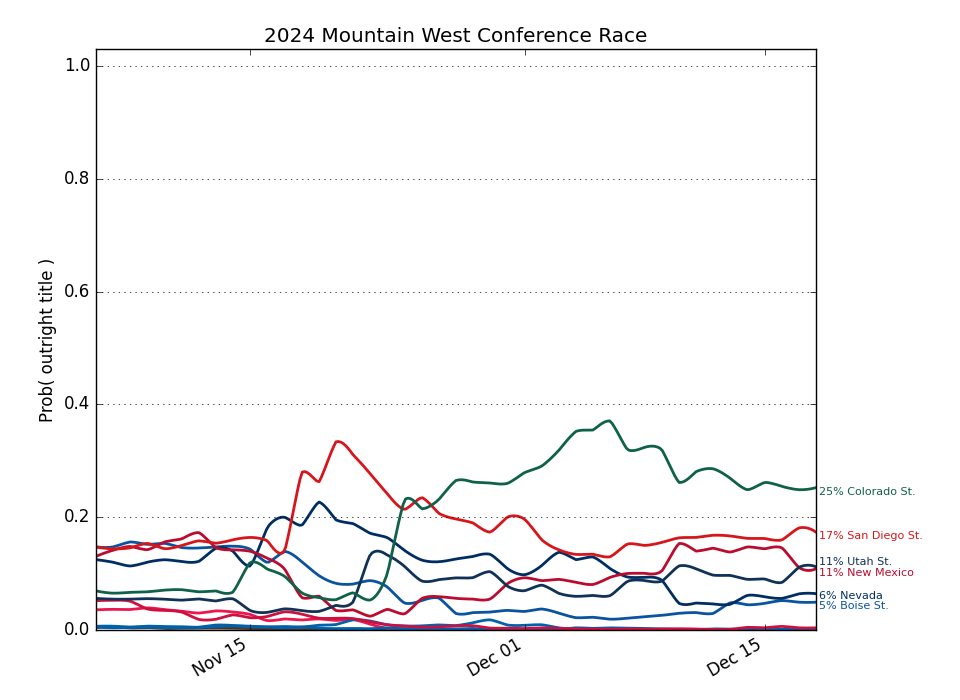 2024 Mountain West Conference Race
Prob( outright title )
1.0
0.8
0.6
0.4
0.2
0.0
Nov 15
Dec 01
Dec 15
25% Colorado St.
17% San Diego St.
11% Utah St.
11% New Mexico
6% Nevada
5% Boise St.